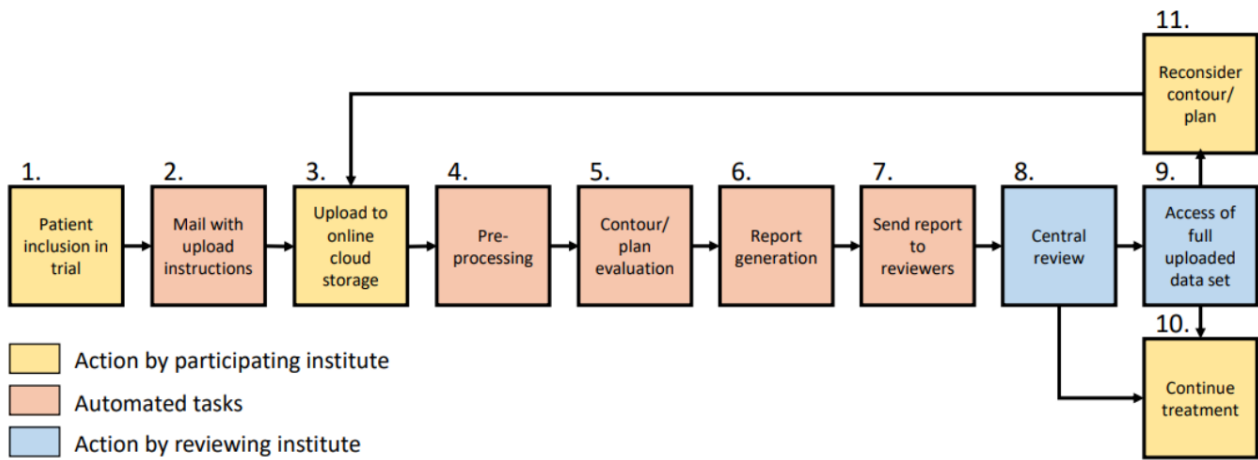 11.
Reconsider
contour/
plan
1.
Patient
inclusion in
trial
2.
Mail with
upload
instructions
3.
Upload to
online
cloud
storage
4.
Pre-
processing
5.
Contour/
plan
evaluation
6.
Report
generation
7.
Send report
to
reviewers
8.
Central
review
9.
Access of
full
uploaded
data set
10.
Continue
treatment
Action by participating institute
Automated tasks
Action by reviewing institute